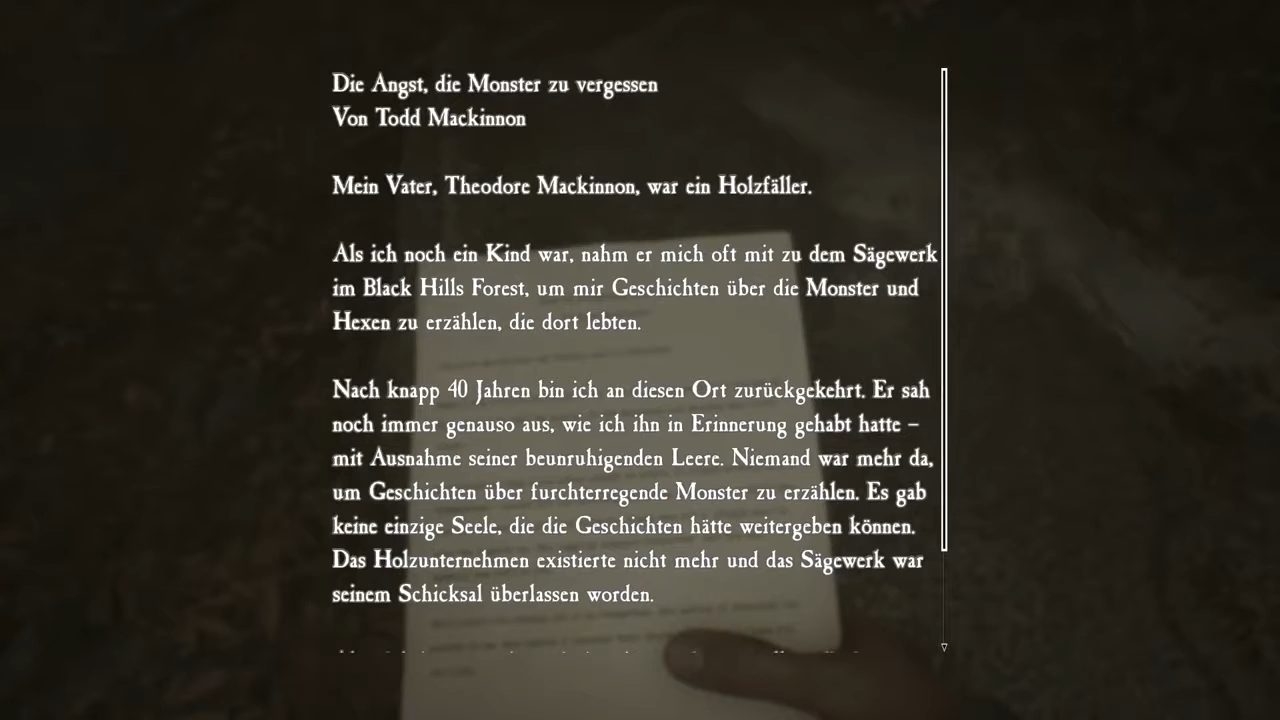 Die Angst, die Monster zu vergessen
Von Todd Mackinnon
Mein Vater, Theodore Mackinnon, war ein Holzfäller.
Als ich noch ein Kind war, nahm er mich oft mit zu dem Sägewerk
im Black Hills Forest, um mir Geschichten über die Monster und
Hexen zu erzählen, die dort lebten.
Nach knapp 40 Jahren bin ich an diesen Ort zurückgekehrt. Er sah
noch immer genauso aus, wie ich ihn in Erinnerung gehabt hatte –
mit Ausnahme seiner beunruhigenden Leere. Niemand war mehr da,
um Geschichten über furchterregende Monster zu erzählen. Es gab
keine einzige Seele, die die Geschichten hätte weitergeben können.
Das Holzunternehmen existierte nicht mehr und das Sägewerk war
seinem Schicksal überlassen worden.